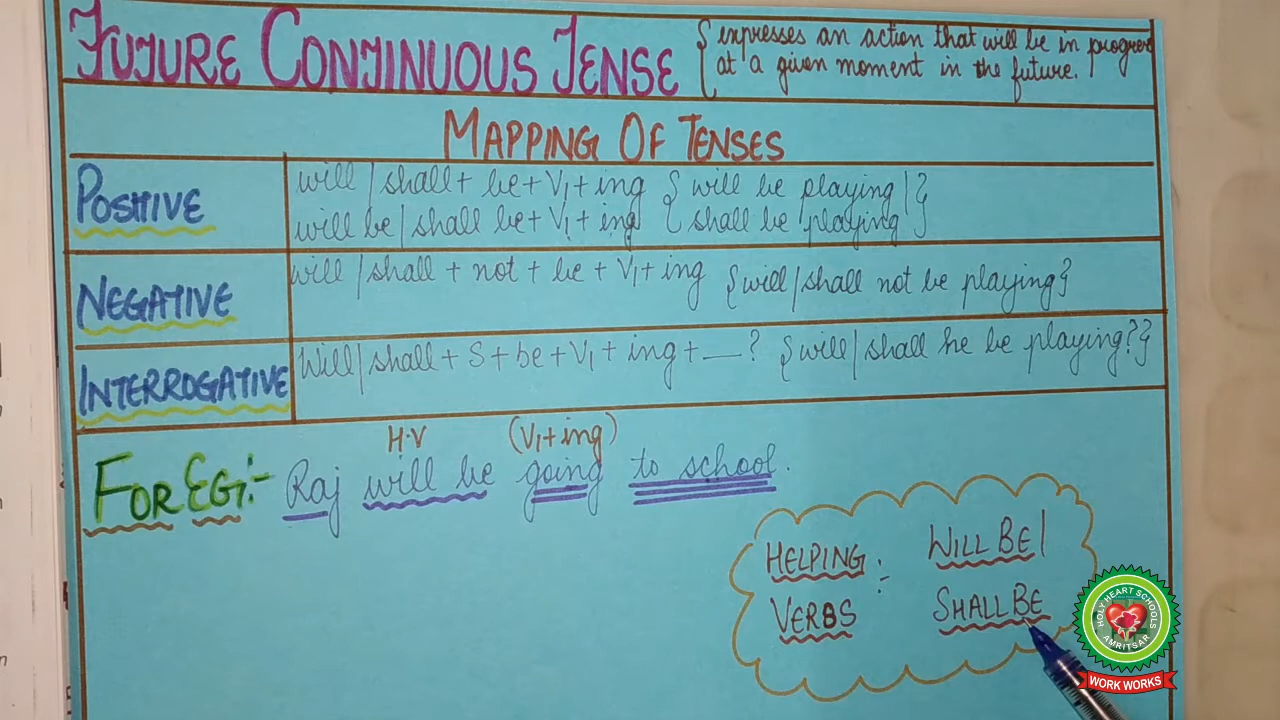 FUTURE CONTINUOUS TENSE { expresses an action that will be in progress
at a given moment in the future.
MAPPING OF TENSES
POSITIVE
will / shall + be + V1 + ing { will be playing / }
will be / shall be + V1 + ing { shall be playing }
NEGATIVE
will / shall + not + be + V1 + ing {will/shall not be playing}
INTERROGATIVE
Will/shall + S + be + V1 + ing + __ ? {will/shall he be playing?}
H.V (V1 + ing)
FOR EG:- Raj will be going to school.
HELPING VERBS :- WILL BE /
SHALL BE
HOLY HEART SCHOOLS
AMRITSAR
WORK WORKS